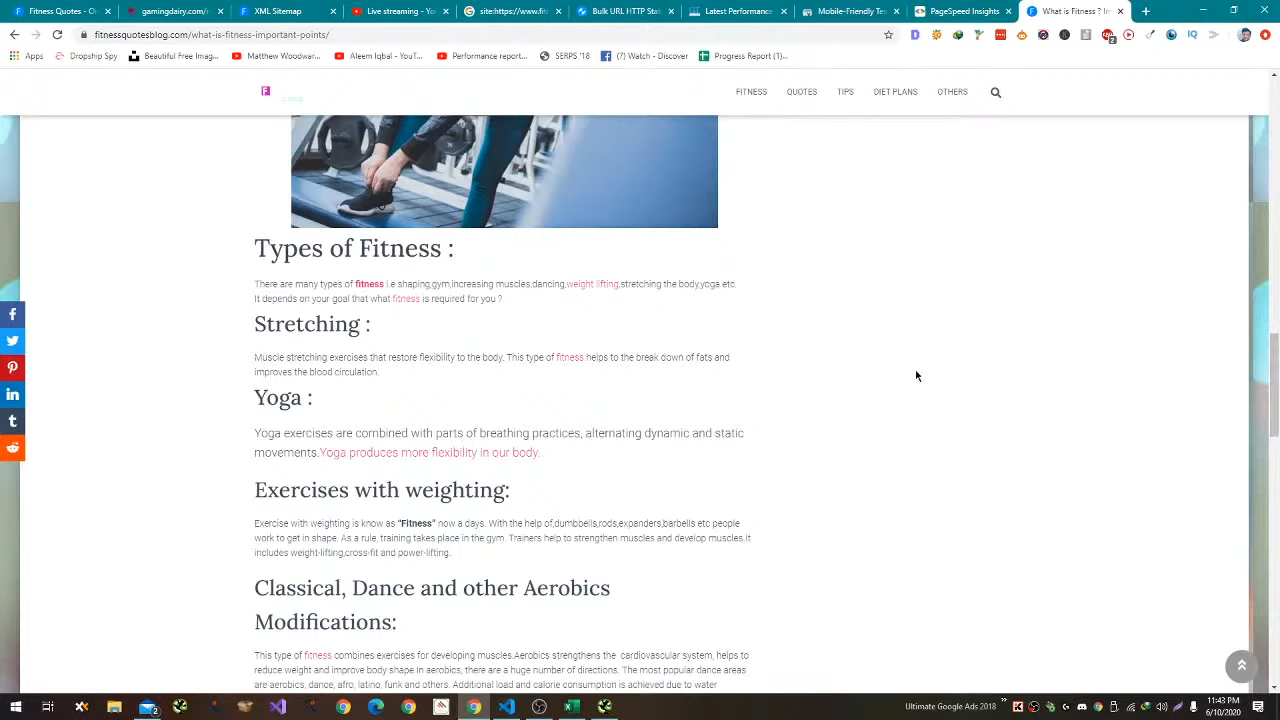 Fitness Quotes - O
gamingdairy.com/r
XML Sitemap
Live streaming - Yo
site:https://www.fit
Bulk URL HTTP Stat
Latest Performance
Mobile-Friendly Tes
PageSpeed Insights
What is Fitness ? Im
fitnessquotesblog.com/what-is-fitness-important-points/
Apps
Dropship Spy
Beautiful Free Imag...
Matthew Woodwar...
Aleem Iqbal - YouT...
Performance report...
SERPS '18
(?) Watch - Discover
Progress Report (1)...
F
FITNESS QUOTES TIPS DIET PLANS OTHERS
Types of Fitness :
There are many types of fitness i.e shaping,gym,increasing muscles,dancing,weight lifting,stretching the body,yoga etc.
It depends on your goal that what fitness is required for you ?
Stretching :
Muscle stretching exercises that restore flexibility to the body. This type of fitness helps to the break down of fats and
improves the blood circulation.
Yoga :
Yoga exercises are combined with parts of breathing practices, alternating dynamic and static
movements.Yoga produces more flexibility in our body.
Exercises with weighting:
Exercise with weighting is know as “Fitness” now a days. With the help of,dumbbells,rods,expanders,barbells etc people
work to get in shape. As a rule, training takes place in the gym. Trainers help to strengthen muscles and develop muscles.It
includes weight-lifting,cross-fit and power-lifting.
Classical, Dance and other Aerobics
Modifications:
This type of fitness combines exercises for developing muscles.Aerobics strengthens the cardiovascular system, helps to
reduce weight and improve body shape.In aerobics, there are a huge number of directions. The most popular dance areas
are aerobics, dance, afro, latino, funk and others. Additional load and calorie consumption is achieved due to water
Ultimate Google Ads 2018
11:43 PM
6/10/2020